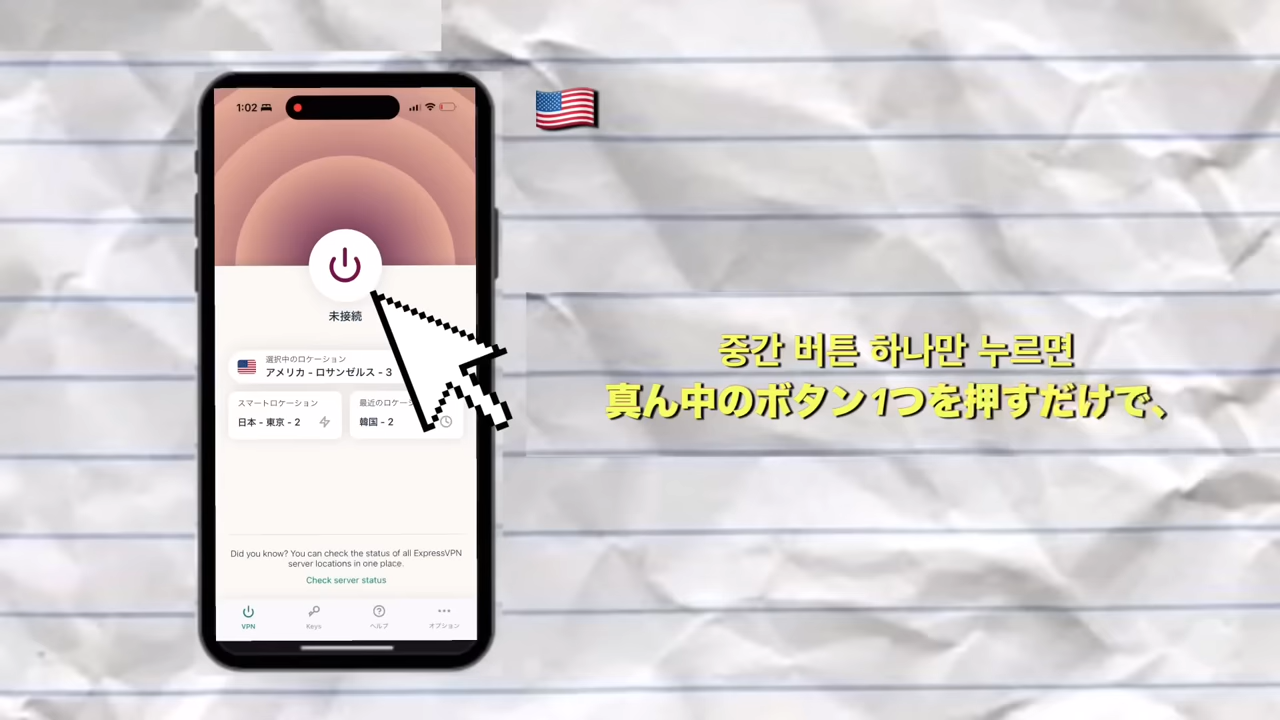 1:02
未接続
選択中のロケーション
アメリカ - ロサンゼルス - 3
スマートロケーション
日本 - 東京 - 2
最近のロケー
韓国 - 2
Did you know? You can check the status of all ExpressVPN
server locations in one place.
Check server status
VPN
Keys
ヘルプ
オプション
중간 버튼 하나만 누르면
真ん中のボタン1つを押すだけで、